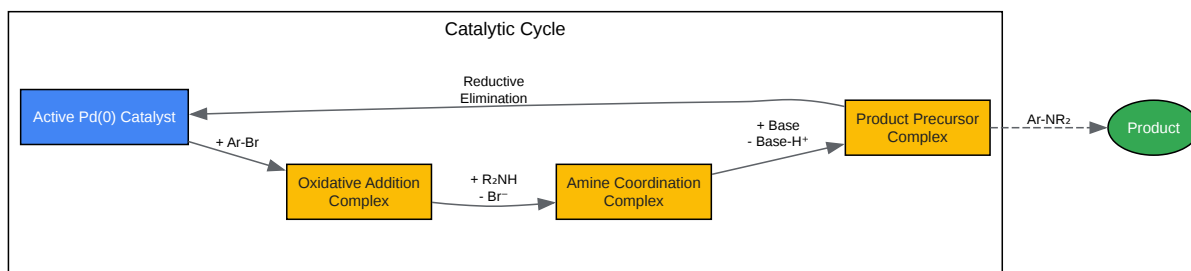 Catalytic Cycle
Reductive
Elimination
Active Pd(0) Catalyst
+ Ar-Br
Oxidative Addition
Complex
+ R₂NH
- Br⁻
Amine Coordination
Complex
+ Base
- Base-H⁺
Product Precursor
Complex
Ar-NR₂
Product